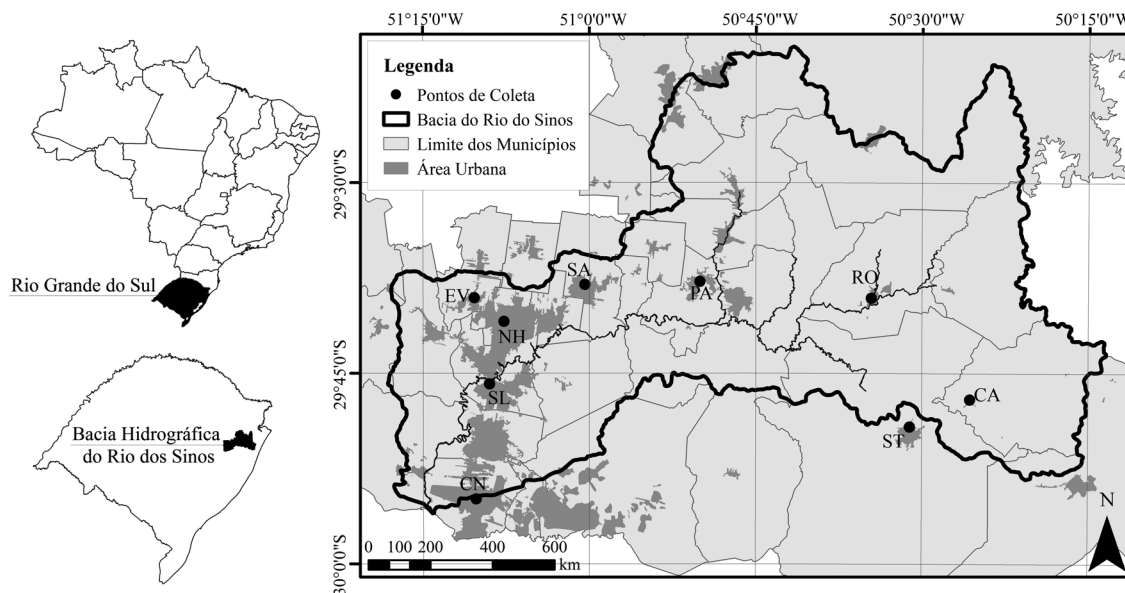 51°15'0"W
51°0'0"W
50°45'0"W
50°30'0"W
50°15'0"W
Legenda
Pontos de Coleta
Bacia do Rio do Sinos
Limite dos Municípios
Área Urbana
29°30'0"S
29°45'0"S
30°0'0"S
Rio Grande do Sul
Bacia Hidrográfica
do Rio dos Sinos
EV
SA
NH
PA
RO
SL
CA
ST
CN
N
0 100 200 400 600
km